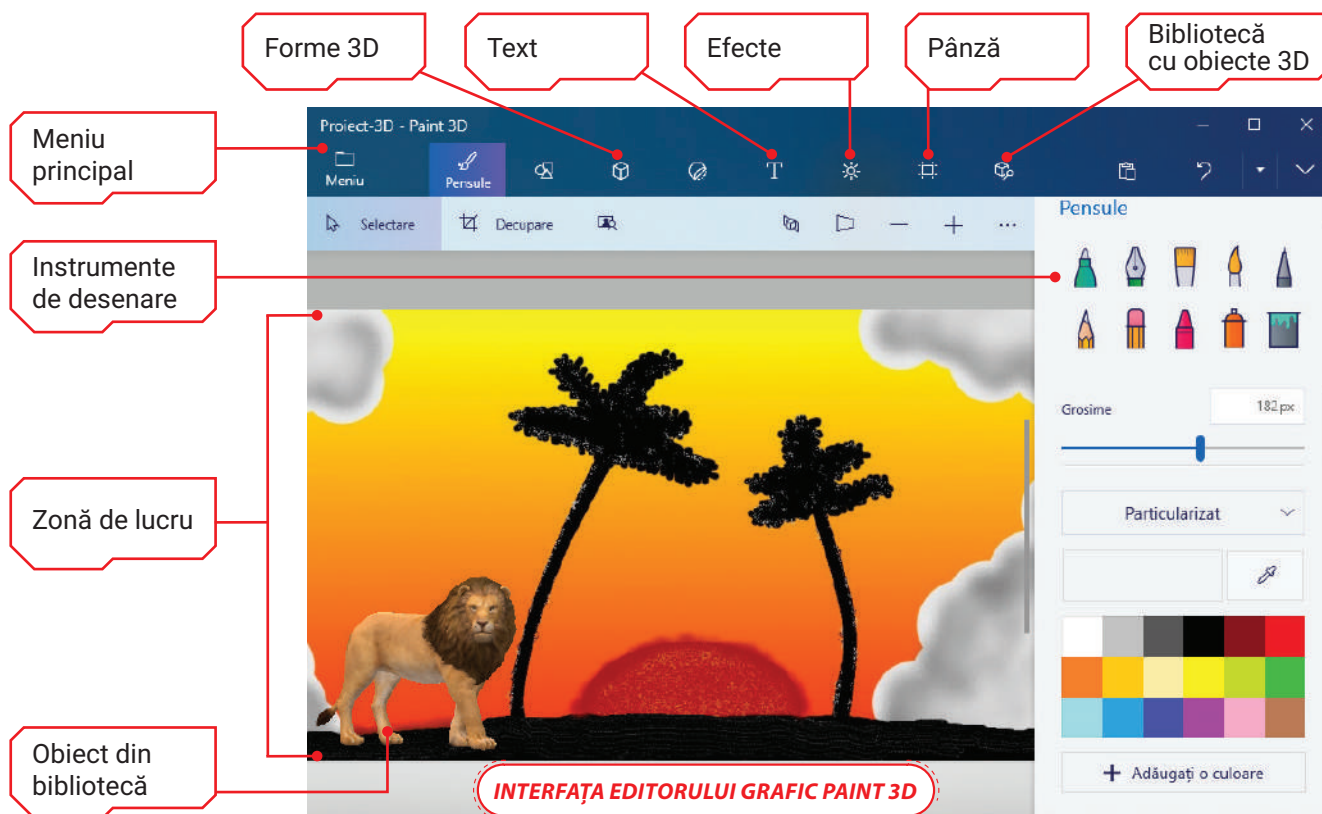 Forme 3D
Text
Efecte
Pânză
Bibliotecă
cu obiecte 3D
Meniu
principal
Proiect-3D - Paint 3D
Meniu
Pensule
T
Selectare
Decupare
Pensule
Instrumente
de desenare
Grosime
182px
Zonă de lucru
Particularizat
Obiect din
bibliotecă
Adăugați o culoare
INTERFAȚA EDITORULUI GRAFIC PAINT 3D